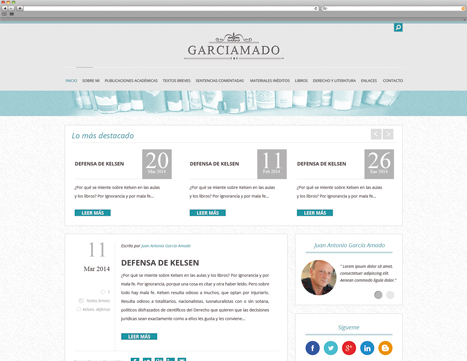 GARCIAMADO
INICIO SOBRE MI PUBLICACIONES ACADÉMICAS TEXTOS BREVES SENTENCIAS COMENTADAS MATERIALES INÉDITOS LIBROS DERECHO Y LITERATURA ENLACES CONTACTO
Lo más destacado
DEFENSA DE KELSEN 20 Mar 2014
¿Por qué se miente sobre Kelsen en las aulas
y los libros? Por ignorancia y por mala fe...
LEER MÁS
DEFENSA DE KELSEN 11 Feb 2014
¿Por qué se miente sobre Kelsen en las aulas
y los libros? Por ignorancia y por mala fe...
LEER MÁS
DEFENSA DE KELSEN 26 Ene 2014
¿Por qué se miente sobre Kelsen en las aulas
y los libros? Por ignorancia y por mala fe...
LEER MÁS
11
Mar 2014
Escrito por Juan Antonio García Amado
DEFENSA DE KELSEN
¿Por qué se miente sobre Kelsen en las aulas y los libros? Por ignorancia y por
mala fe. Por ignorancia, porque una cosa es citar y otra haber leído. Pero sobre
todo hay mala fe, Kelsen resulta odioso a muchos, que optan por injuriarlo.
Resulta odioso a totalitarios, nacionalistas, iusnaturalistas con o sin sotana,
políticos disfrazados de científicos del Derecho que quieren que las decisiones
jurídicas sean exactamente como a ellos les gusta y les conviene...
LEER MÁS
textos breves
kelsen, defensa
Juan Antonio García Amado
" Lorem ipsum dolor sit amet,
consectetuer adipiscing elit.
Aenean commodo ligula dolor."
Sígueme